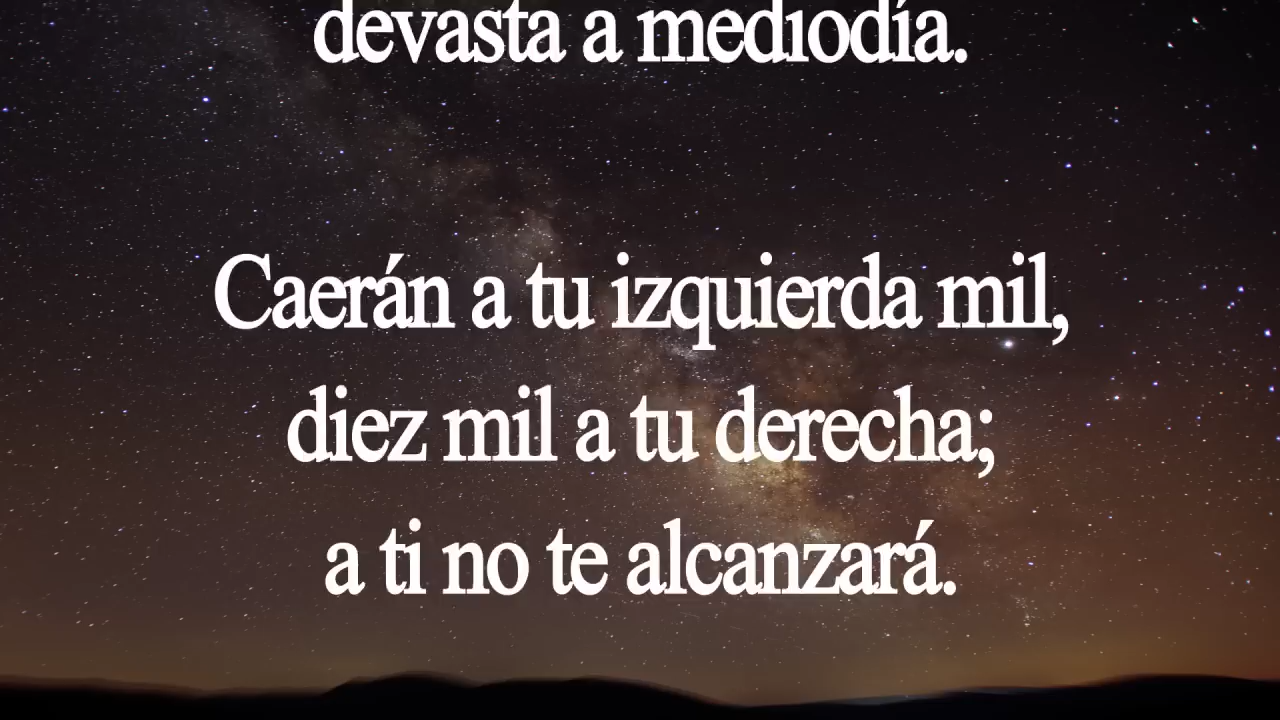 devasta a mediodía.
Caerán a tu izquierda mil,
diez mil a tu derecha;
a ti no te alcanzará.